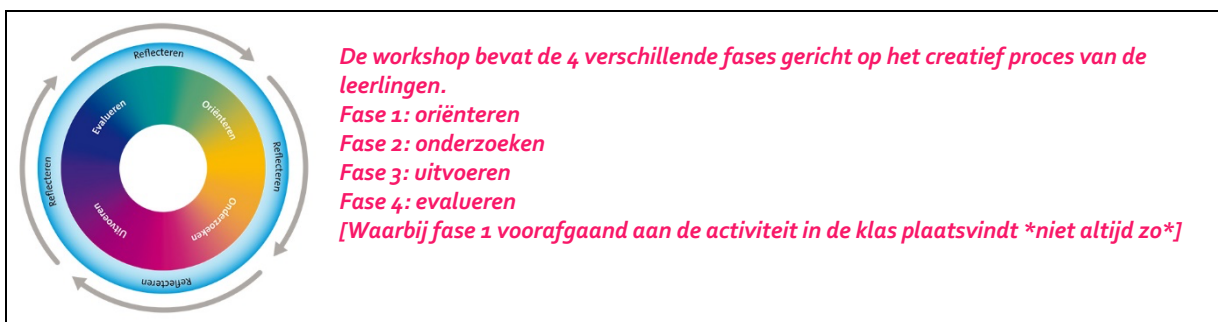 Reflecteren
Evalueren
Oriënteren
Reflecteren
Reflecteren
Uitvoeren
Onderzoeken
Reflecteren
De workshop bevat de 4 verschillende fases gericht op het creatief proces van de
leerlingen.
Fase 1: oriënteren
Fase 2: onderzoeken
Fase 3: uitvoeren
Fase 4: evalueren
[Waarbij fase 1 voorafgaand aan de activiteit in de klas plaatsvindt *niet altijd zo*]